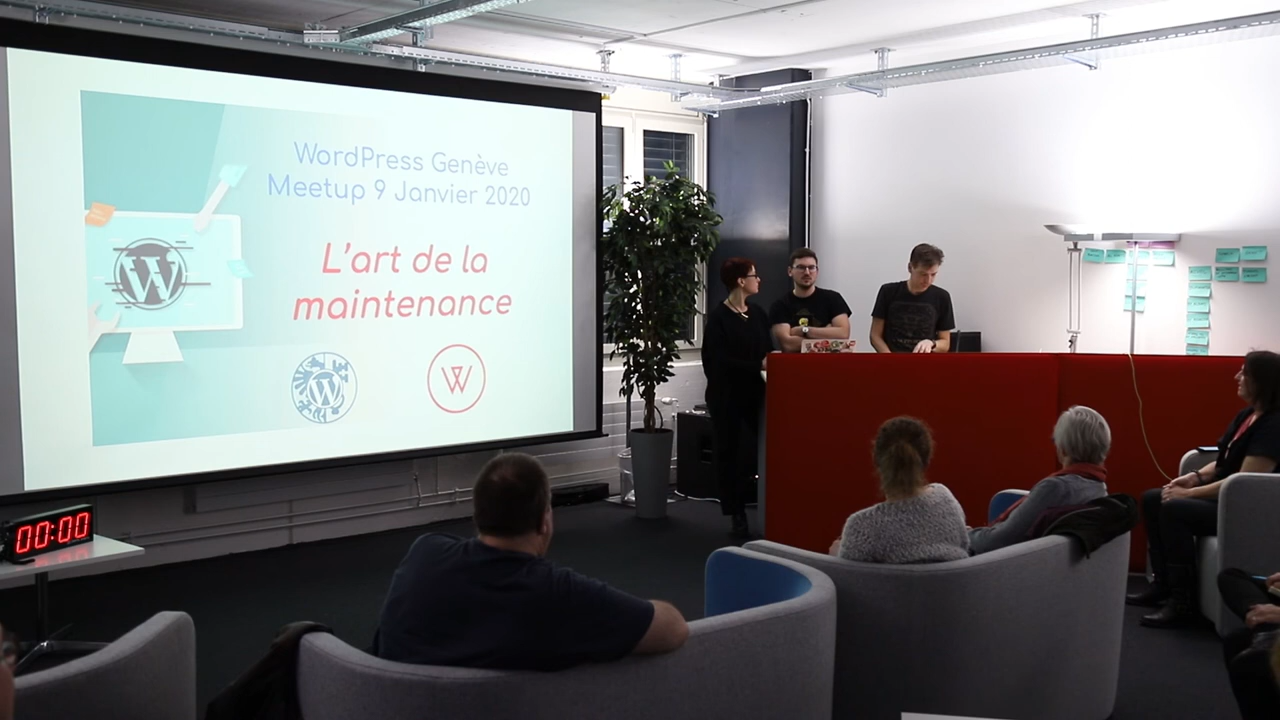 WordPress Genève
Meetup 9 Janvier 2020
L'art de la
maintenance
00:00